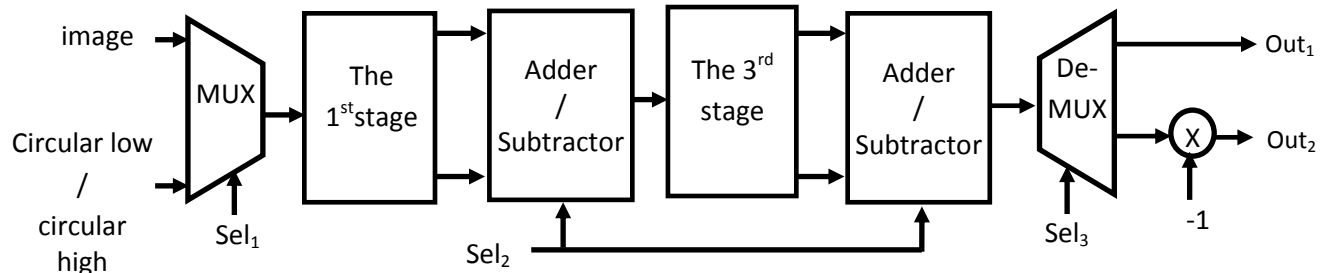 image
Circular low
/
circular
high
MUX
Sel₁
The
1ˢᵗ stage
Adder
/
Subtractor
Sel₂
The 3ʳᵈ
stage
Adder
/
Subtractor
De-
MUX
Sel₃
Out₁
X
Out₂
-1